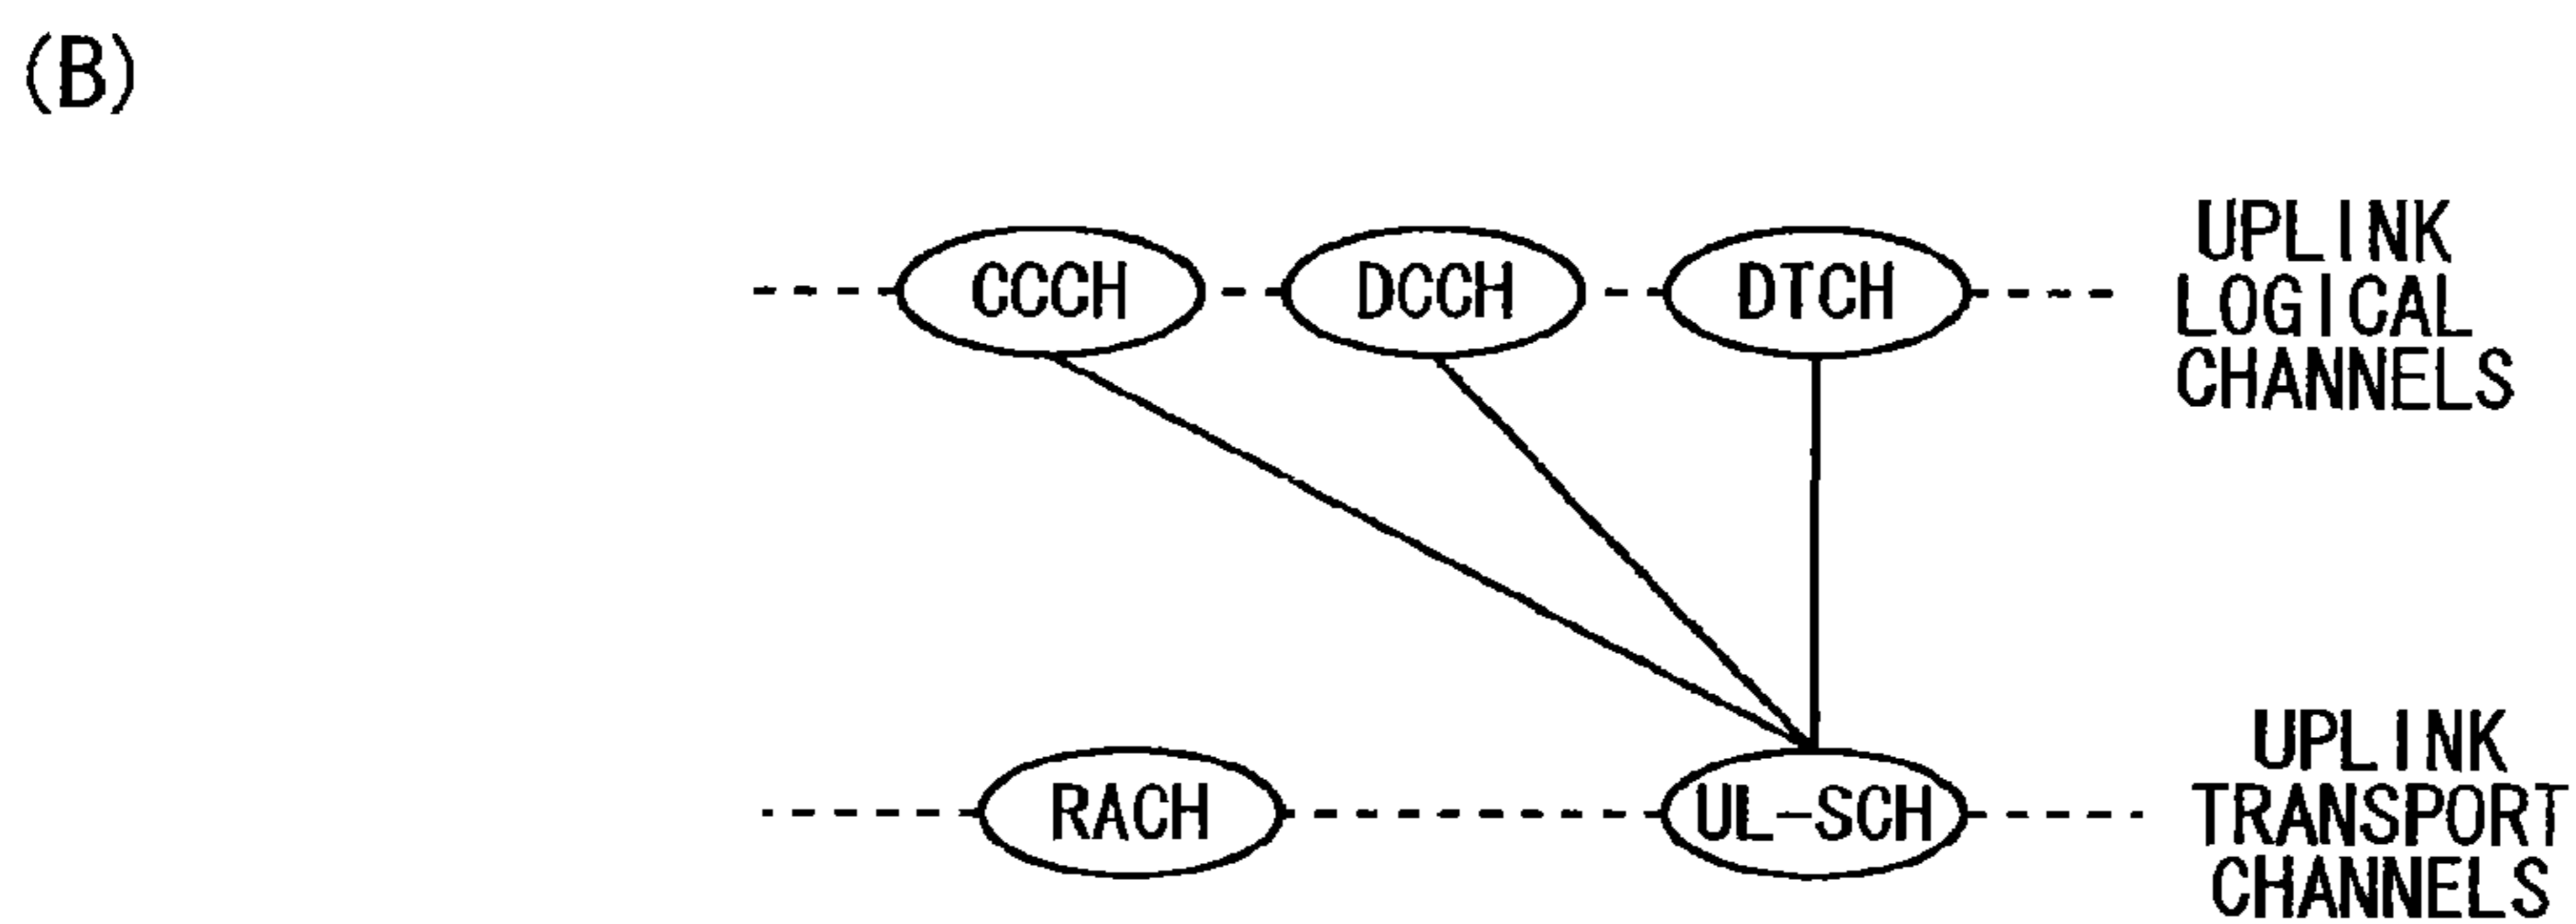 (B)
CCCH DCCH DTCH
UPLINK
LOGICAL
CHANNELS
RACH UL-SCH
UPLINK
TRANSPORT
CHANNELS